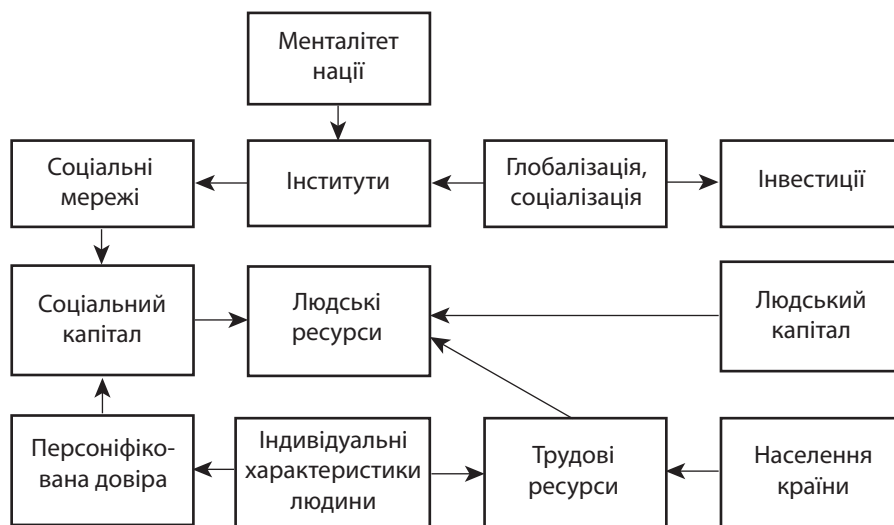 Менталітет
нації
Соціальні
мережі
Інститути
Глобалізація,
соціалізація
Інвестиції
Соціальний
капітал
Людські
ресурси
Людський
капітал
Персоніфіко-
вана довіра
Індивідуальні
характеристики
людини
Трудові
ресурси
Населення
країни